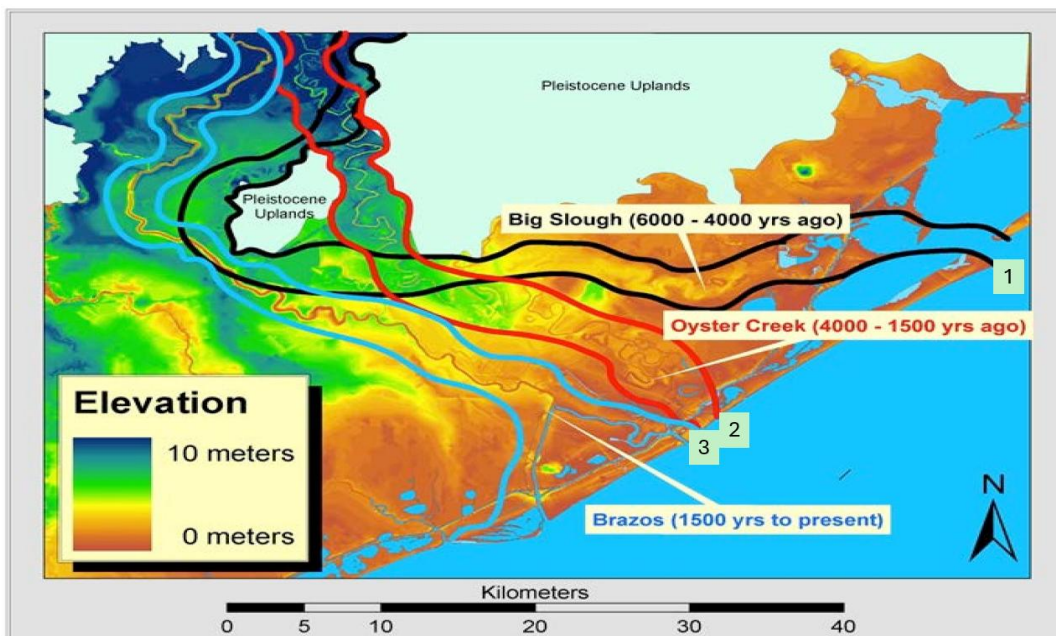 Pleistocene Uplands
Pleistocene
Uplands
Big Slough (6000 - 4000 yrs ago)
1
Oyster Creek (4000 - 1500 yrs ago)
Elevation
10 meters
0 meters
2
3
Brazos (1500 yrs to present)
N
Kilometers
0 5 10 20 30 40